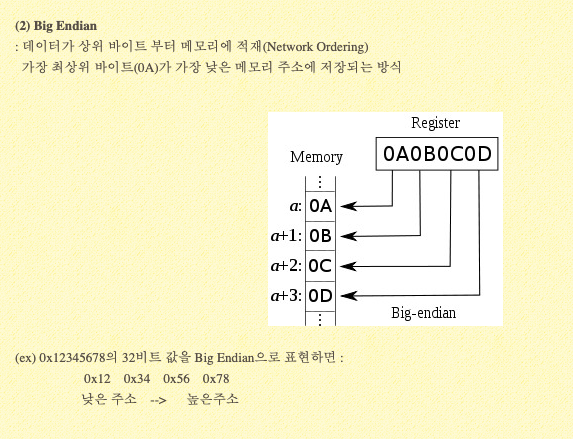 (2) Big Endian
: 데이터가 상위 바이트 부터 메모리에 적재(Network Ordering)
가장 최상위 바이트(0A)가 가장 낮은 메모리 주소에 저장되는 방식
Register
0A0B0C0D
Memory
a: 0A
a+1: 0B
a+2: 0C
a+3: 0D
Big-endian
(ex) 0x12345678의 32비트 값을 Big Endian으로 표현하면 :
0x12 0x34 0x56 0x78
낮은 주소 --> 높은주소